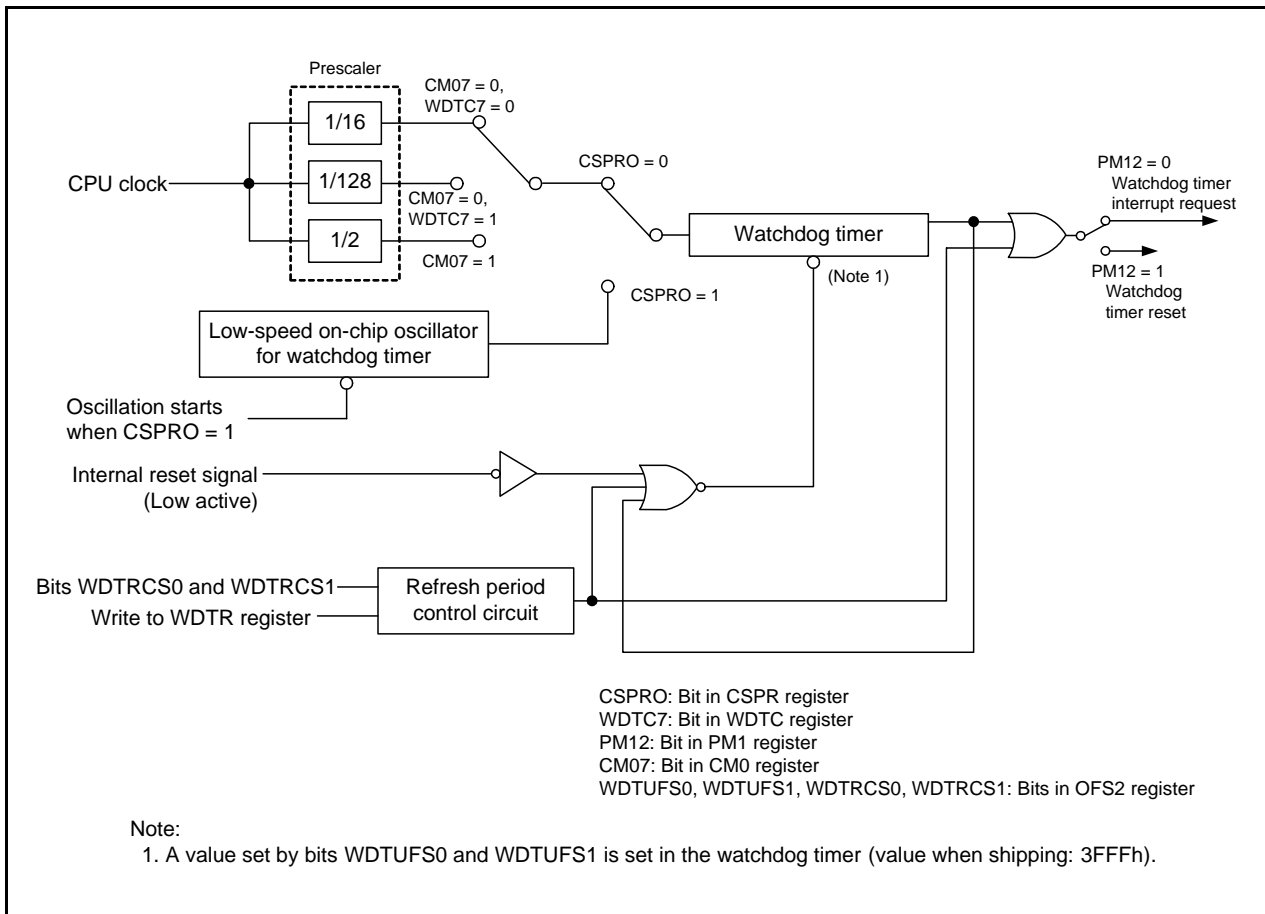 Prescaler
CM07 = 0,
WDTC7 = 0
1/16
CSPRO = 0
PM12 = 0
Watchdog timer
interrupt request
CPU clock
1/128
CM07 = 0,
WDTC7 = 1
1/2
CM07 = 1
Watchdog timer
(Note 1)
PM12 = 1
Watchdog
timer reset
CSPRO = 1
Low-speed on-chip oscillator
for watchdog timer
Oscillation starts
when CSPRO = 1
Internal reset signal
(Low active)
Bits WDTRCS0 and WDTRCS1
Write to WDTR register
Refresh period
control circuit
CSPRO: Bit in CSPR register
WDTC7: Bit in WDTC register
PM12: Bit in PM1 register
CM07: Bit in CM0 register
WDTUFS0, WDTUFS1, WDTRCS0, WDTRCS1: Bits in OFS2 register
Note:
1. A value set by bits WDTUFS0 and WDTUFS1 is set in the watchdog timer (value when shipping: 3FFFh).